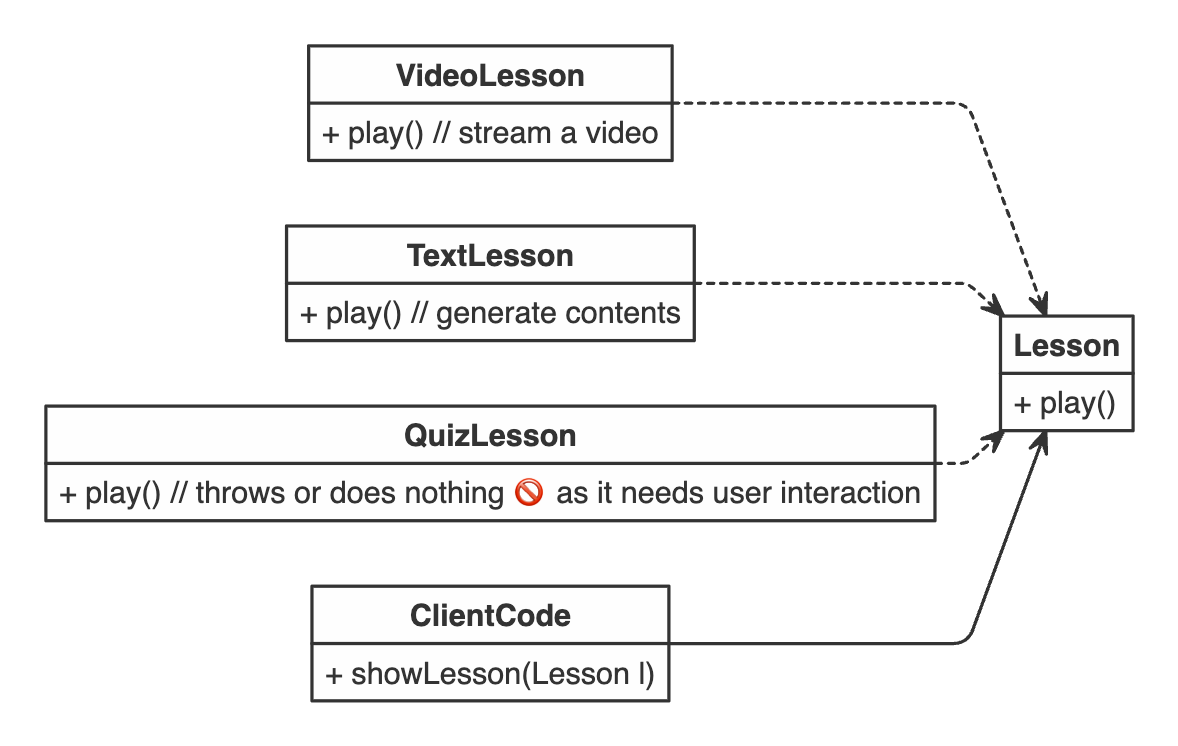 VideoLesson
+ play() // stream a video
TextLesson
+ play() // generate contents
Lesson
+ play()
QuizLesson
+ play() // throws or does nothing 🚫 as it needs user interaction
ClientCode
+ showLesson(Lesson l)